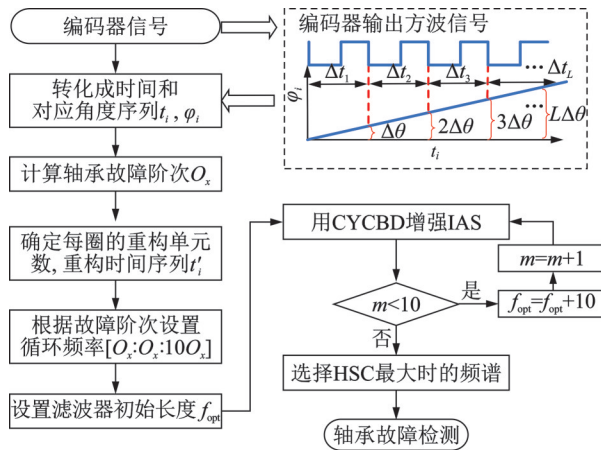 编码器信号
转化成时间和
对应角度序列tᵢ, φᵢ
计算轴承故障阶次Oₓ
确定每圈的重构单元
数, 重构时间序列t′ᵢ
根据故障阶次设置
循环频率[Oₓ:Oₓ:10Oₓ]
设置滤波器初始长度f_opt
编码器输出方波信号
Δt₁ Δt₂ Δt₃ ... Δt_L
φᵢ
Δθ 2Δθ 3Δθ ... LΔθ
tᵢ
用CYCBD增强IAS
m=m+1
m<10
是
f_opt=f_opt+10
否
选择HSC最大时的频谱
轴承故障检测